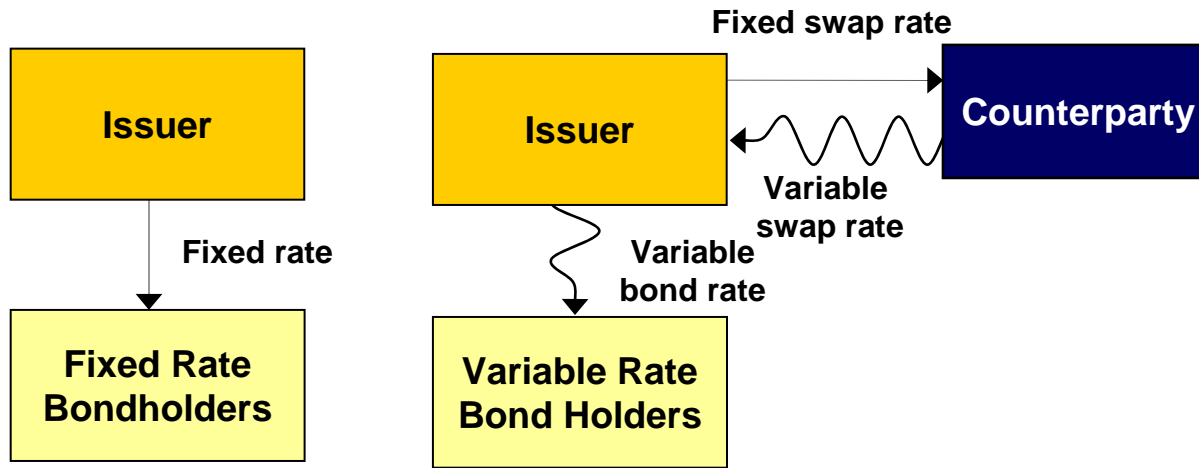 Issuer
Fixed rate
Fixed Rate
Bondholders
Fixed swap rate
Issuer
Counterparty
Variable
swap rate
Variable
bond rate
Variable Rate
Bond Holders